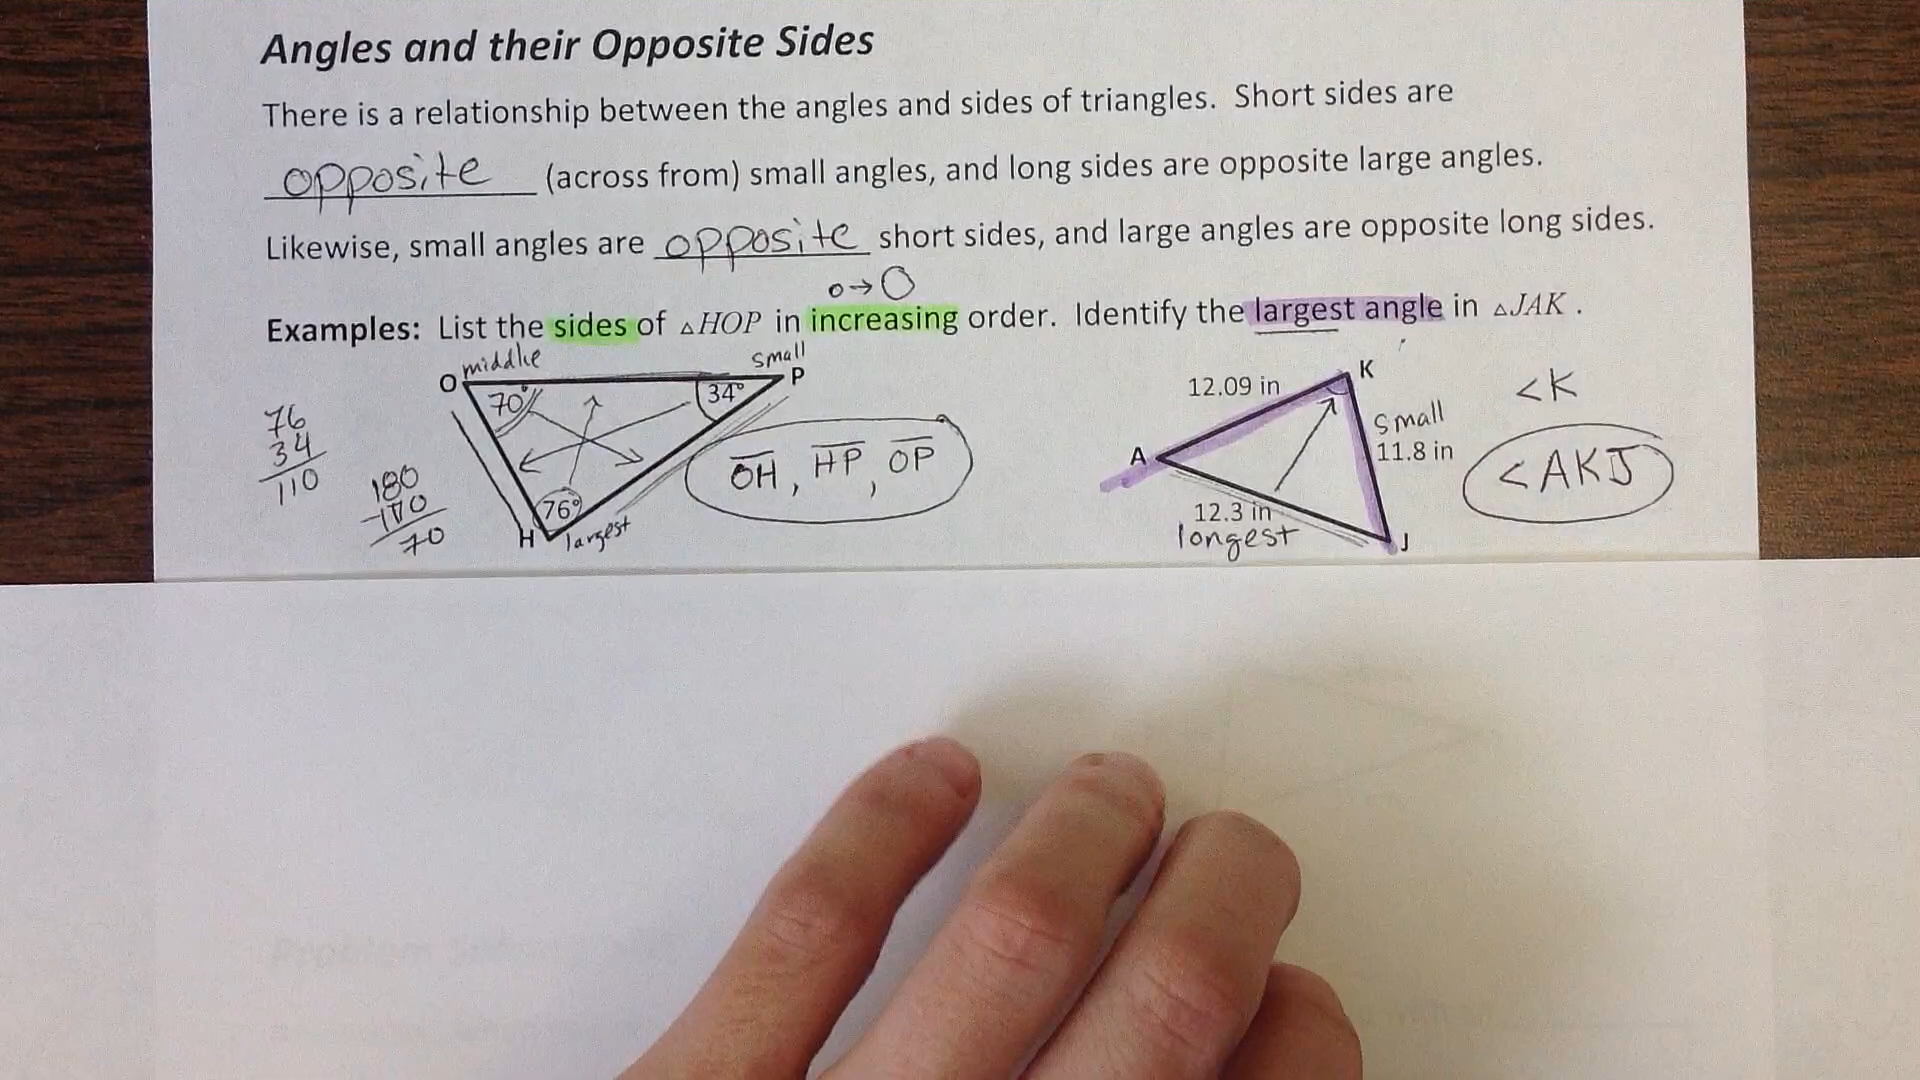 Angles and their Opposite Sides
There is a relationship between the angles and sides of triangles. Short sides are
opposite (across from) small angles, and long sides are opposite large angles.
Likewise, small angles are opposite short sides, and large angles are opposite long sides.
o→O
Examples: List the sides of △HOP in increasing order. Identify the largest angle in △JAK .
middle
small
O
P
70°
34°
76
34
110
180
110
70
76°
H
largest
OH, HP, OP
K
12.09 in
small
11.8 in
A
12.3 in
longest
J
<K
<AKJ